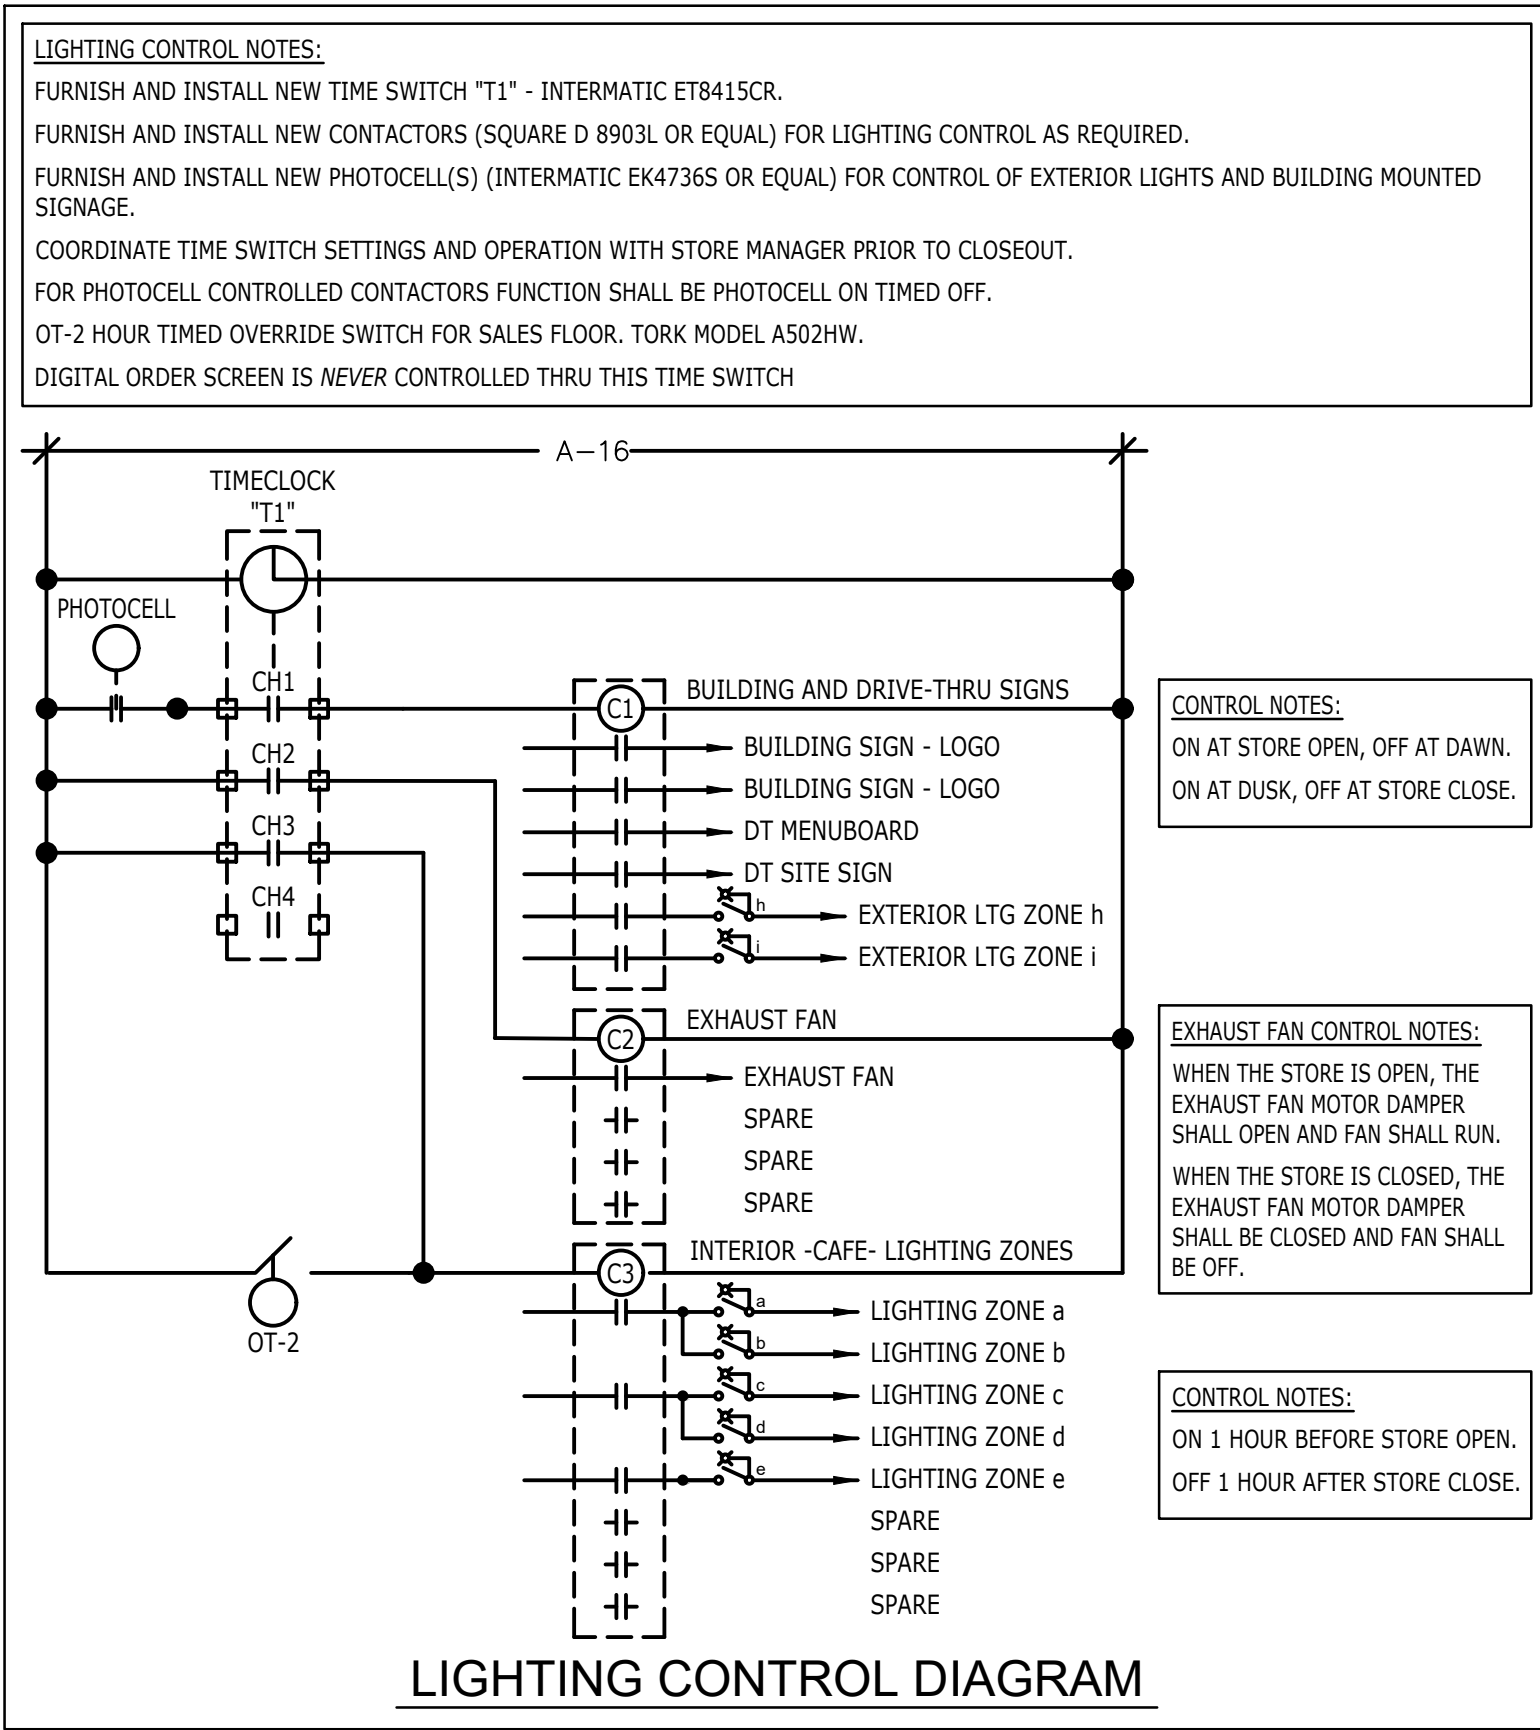 LIGHTING CONTROL NOTES:
FURNISH AND INSTALL NEW TIME SWITCH "T1" - INTERMATIC ET8415CR.
FURNISH AND INSTALL NEW CONTACTORS (SQUARE D 8903L OR EQUAL) FOR LIGHTING CONTROL AS REQUIRED.
FURNISH AND INSTALL NEW PHOTOCELL(S) (INTERMATIC EK4736S OR EQUAL) FOR CONTROL OF EXTERIOR LIGHTS AND BUILDING MOUNTED
SIGNAGE.
COORDINATE TIME SWITCH SETTINGS AND OPERATION WITH STORE MANAGER PRIOR TO CLOSEOUT.
FOR PHOTOCELL CONTROLLED CONTACTORS FUNCTION SHALL BE PHOTOCELL ON TIMED OFF.
OT-2 HOUR TIMED OVERRIDE SWITCH FOR SALES FLOOR. TORK MODEL A502HW.
DIGITAL ORDER SCREEN IS NEVER CONTROLLED THRU THIS TIME SWITCH
A-16
TIMECLOCK
"T1"
PHOTOCELL
CH1
CH2
CH3
CH4
OT-2
C1
BUILDING AND DRIVE-THRU SIGNS
BUILDING SIGN - LOGO
BUILDING SIGN - LOGO
DT MENUBOARD
DT SITE SIGN
h
EXTERIOR LTG ZONE h
i
EXTERIOR LTG ZONE i
CONTROL NOTES:
ON AT STORE OPEN, OFF AT DAWN.
ON AT DUSK, OFF AT STORE CLOSE.
C2
EXHAUST FAN
EXHAUST FAN
SPARE
SPARE
SPARE
EXHAUST FAN CONTROL NOTES:
WHEN THE STORE IS OPEN, THE
EXHAUST FAN MOTOR DAMPER
SHALL OPEN AND FAN SHALL RUN.
WHEN THE STORE IS CLOSED, THE
EXHAUST FAN MOTOR DAMPER
SHALL BE CLOSED AND FAN SHALL
BE OFF.
C3
INTERIOR -CAFE- LIGHTING ZONES
a
LIGHTING ZONE a
b
LIGHTING ZONE b
c
LIGHTING ZONE c
d
LIGHTING ZONE d
e
LIGHTING ZONE e
SPARE
SPARE
SPARE
CONTROL NOTES:
ON 1 HOUR BEFORE STORE OPEN.
OFF 1 HOUR AFTER STORE CLOSE.
LIGHTING CONTROL DIAGRAM